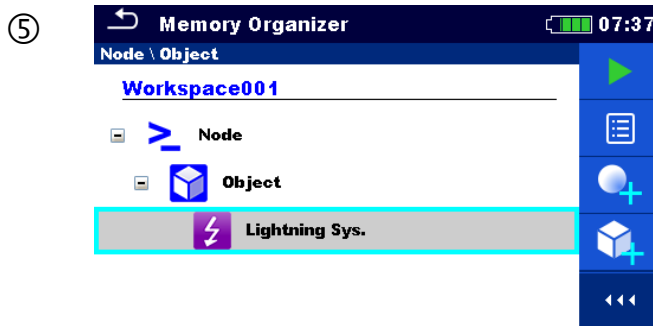 ⑤
Memory Organizer 07:37
Node \ Object
Workspace001
Node
Object
Lightning Sys.